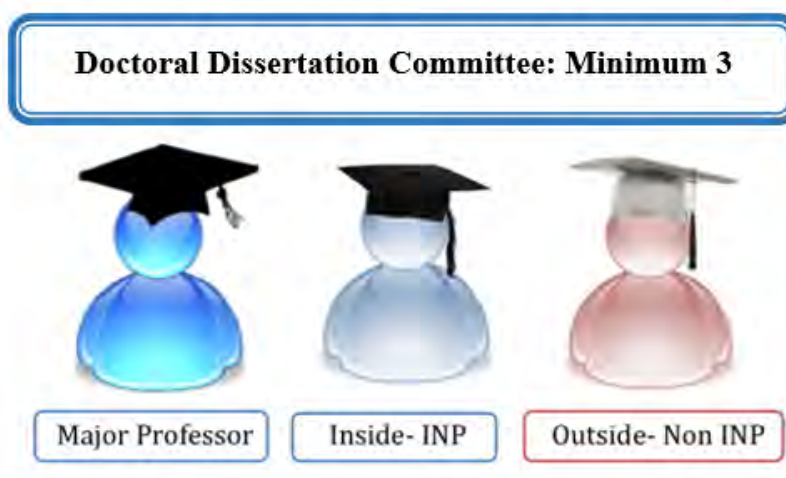 Doctoral Dissertation Committee: Minimum 3
Major Professor
Inside- INP
Outside- Non INP